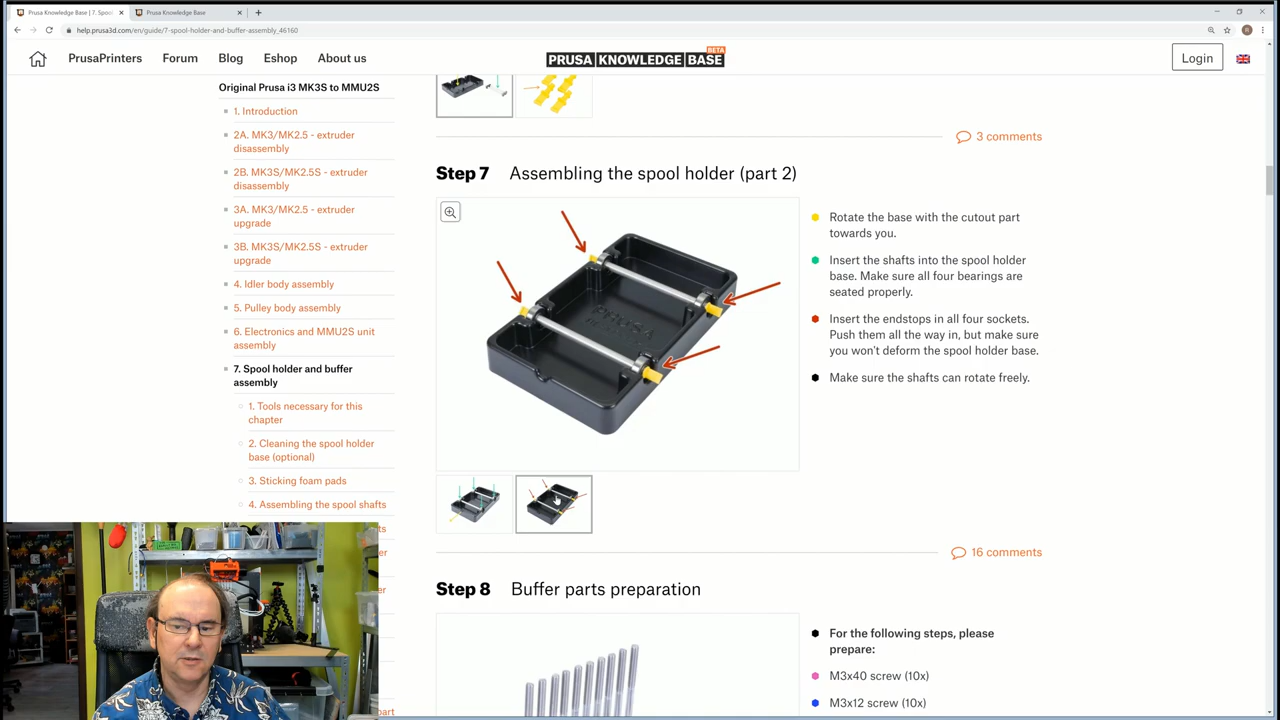 Prusa Knowledge Base | 7. Spool
Prusa Knowledge Base
help.prusa3d.com/en/guide/7-spool-holder-and-buffer-assembly_46160
PrusaPrinters
Forum
Blog
Eshop
About us
PRUSA KNOWLEDGE BASE
BETA
Login
Original Prusa i3 MK3S to MMU2S
1. Introduction
2A. MK3/MK2.5 - extruder
disassembly
2B. MK3S/MK2.5S - extruder
disassembly
3A. MK3/MK2.5 - extruder
upgrade
3B. MK3S/MK2.5S - extruder
upgrade
4. Idler body assembly
5. Pulley body assembly
6. Electronics and MMU2S unit
assembly
7. Spool holder and buffer
assembly
1. Tools necessary for this
chapter
2. Cleaning the spool holder
base (optional)
3. Sticking foam pads
4. Assembling the spool shafts
3 comments
Step 7 Assembling the spool holder (part 2)
PRUSA
Rotate the base with the cutout part
towards you.
Insert the shafts into the spool holder
base. Make sure all four bearings are
seated properly.
Insert the endstops in all four sockets.
Push them all the way in, but make sure
you won't deform the spool holder base.
Make sure the shafts can rotate freely.
16 comments
Step 8 Buffer parts preparation
For the following steps, please
prepare:
M3x40 screw (10x)
M3x12 screw (10x)